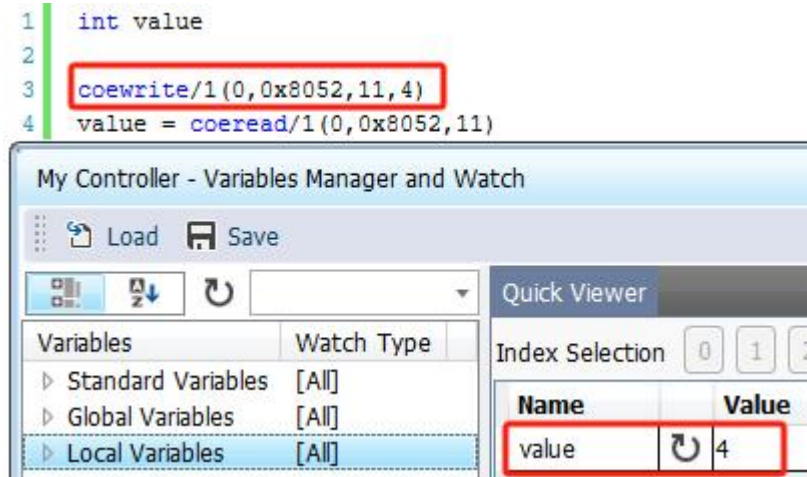 1 int value
2
3 coewrite/1(0,0x8052,11,4)
4 value = coeread/1(0,0x8052,11)
My Controller - Variables Manager and Watch
Load Save
Quick Viewer
Variables Watch Type
Index Selection 0 1 2
Standard Variables [All]
Name Value
Global Variables [All]
value 4
Local Variables [All]